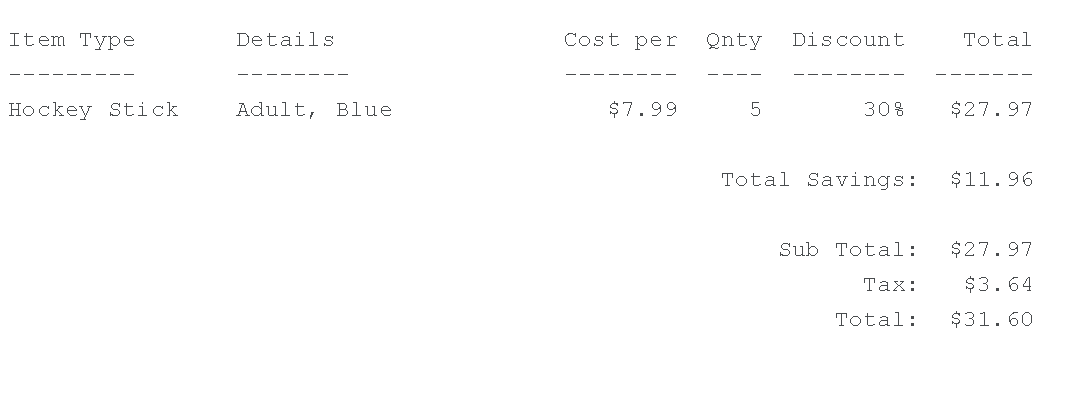 Item Type Details Cost per Qnty Discount Total
--------- -------- -------- ---- -------- -------
Hockey Stick Adult, Blue $7.99 5 30% $27.97
Total Savings: $11.96
Sub Total: $27.97
Tax: $3.64
Total: $31.60